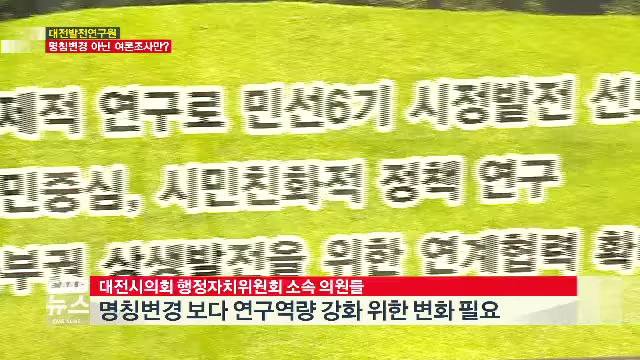 대전발전연구원
명칭변경 아닌 여론조사만?
제적 연구로 민선6기 시정발전 선
민중심, 시민친화적 정책 연구
부권 상생발전을 위한 연계협력 확
대전시의회 행정자치위원회 소속 의원들
뉴스
명칭변경 보다 연구역량 강화 위한 변화 필요